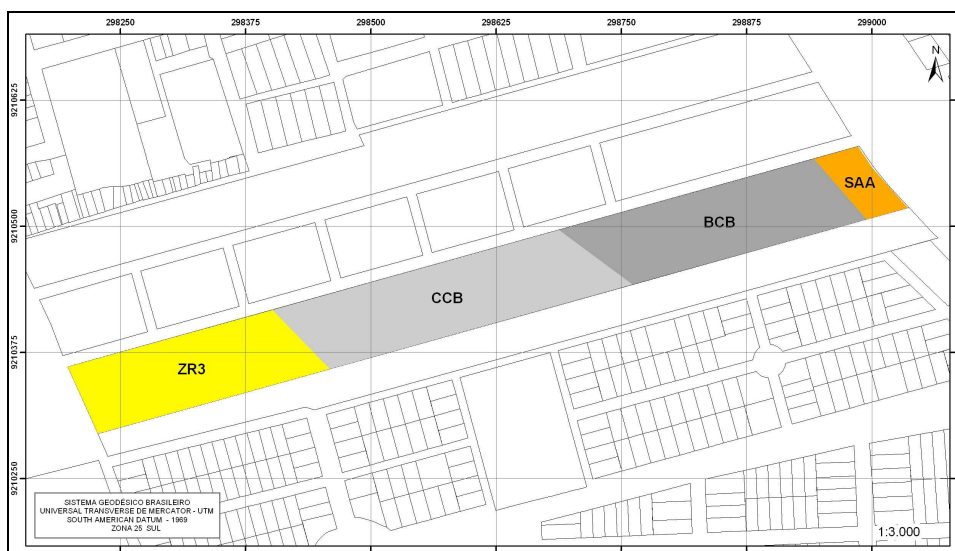 298250 298375 298500 298625 298750 298875 299000
N
9210625
SAA
9210500
BCB
CCB
9210375
ZR3
9210250
SISTEMA GEODÉSICO BRASILEIRO
UNIVERSAL TRANSVERSE DE MERCATOR - UTM
SOUTH AMERICAN DATUM - 1969
ZONA 25 SUL
1:3.000